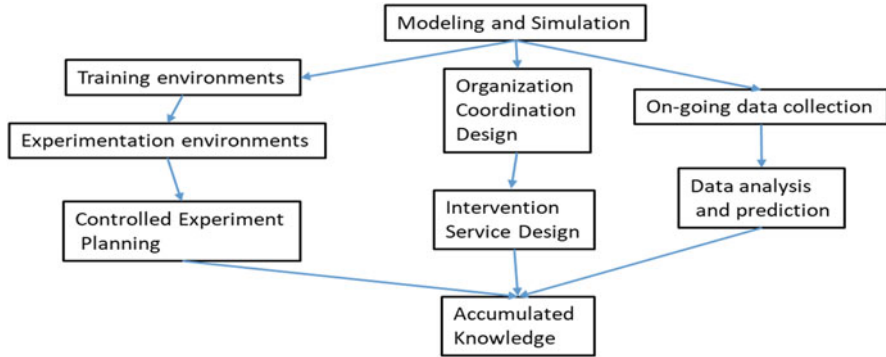 Modeling and Simulation
Training environments
Organization
Coordination
Design
On-going data collection
Experimentation environments
Data analysis
and prediction
Intervention
Service Design
Controlled Experiment
Planning
Accumulated
Knowledge